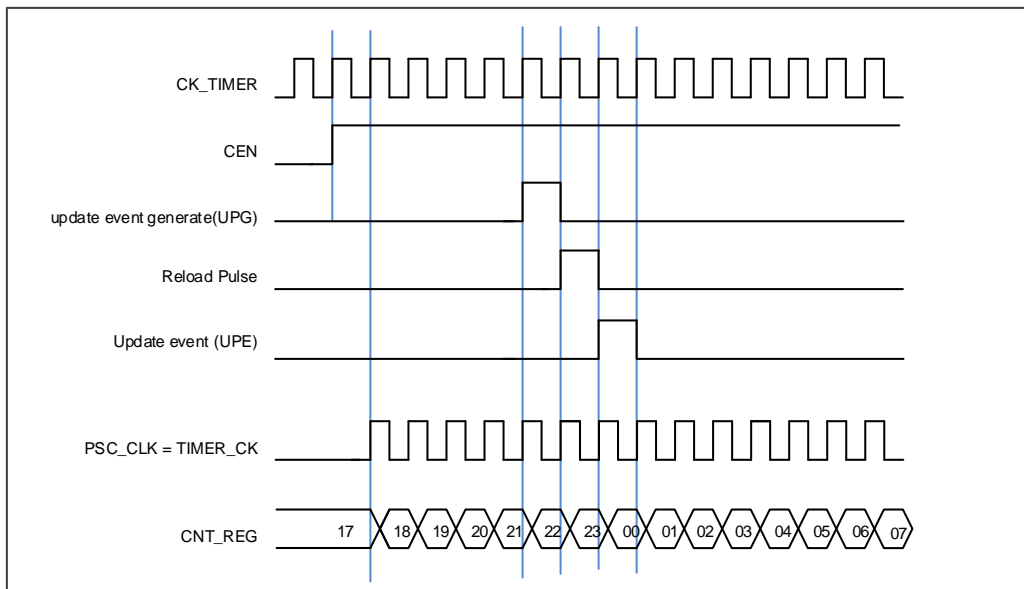 CK_TIMER
CEN
update event generate(UPG)
Reload Pulse
Update event (UPE)
PSC_CLK = TIMER_CK
CNT_REG 17 18 19 20 21 22 23 00 01 02 03 04 05 06 07